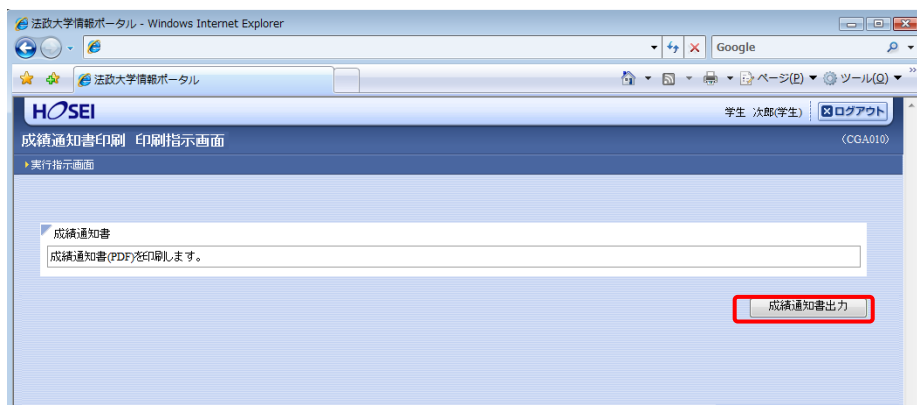 法政大学情報ポータル - Windows Internet Explorer
Google
法政大学情報ポータル
ページ(P) ツール(O) »
HOSEI
学生 次郎(学生) ログアウト
成績通知書印刷 印刷指示画面 (CGA010)
実行指示画面
成績通知書
成績通知書(PDF)を印刷します。
成績通知書出力